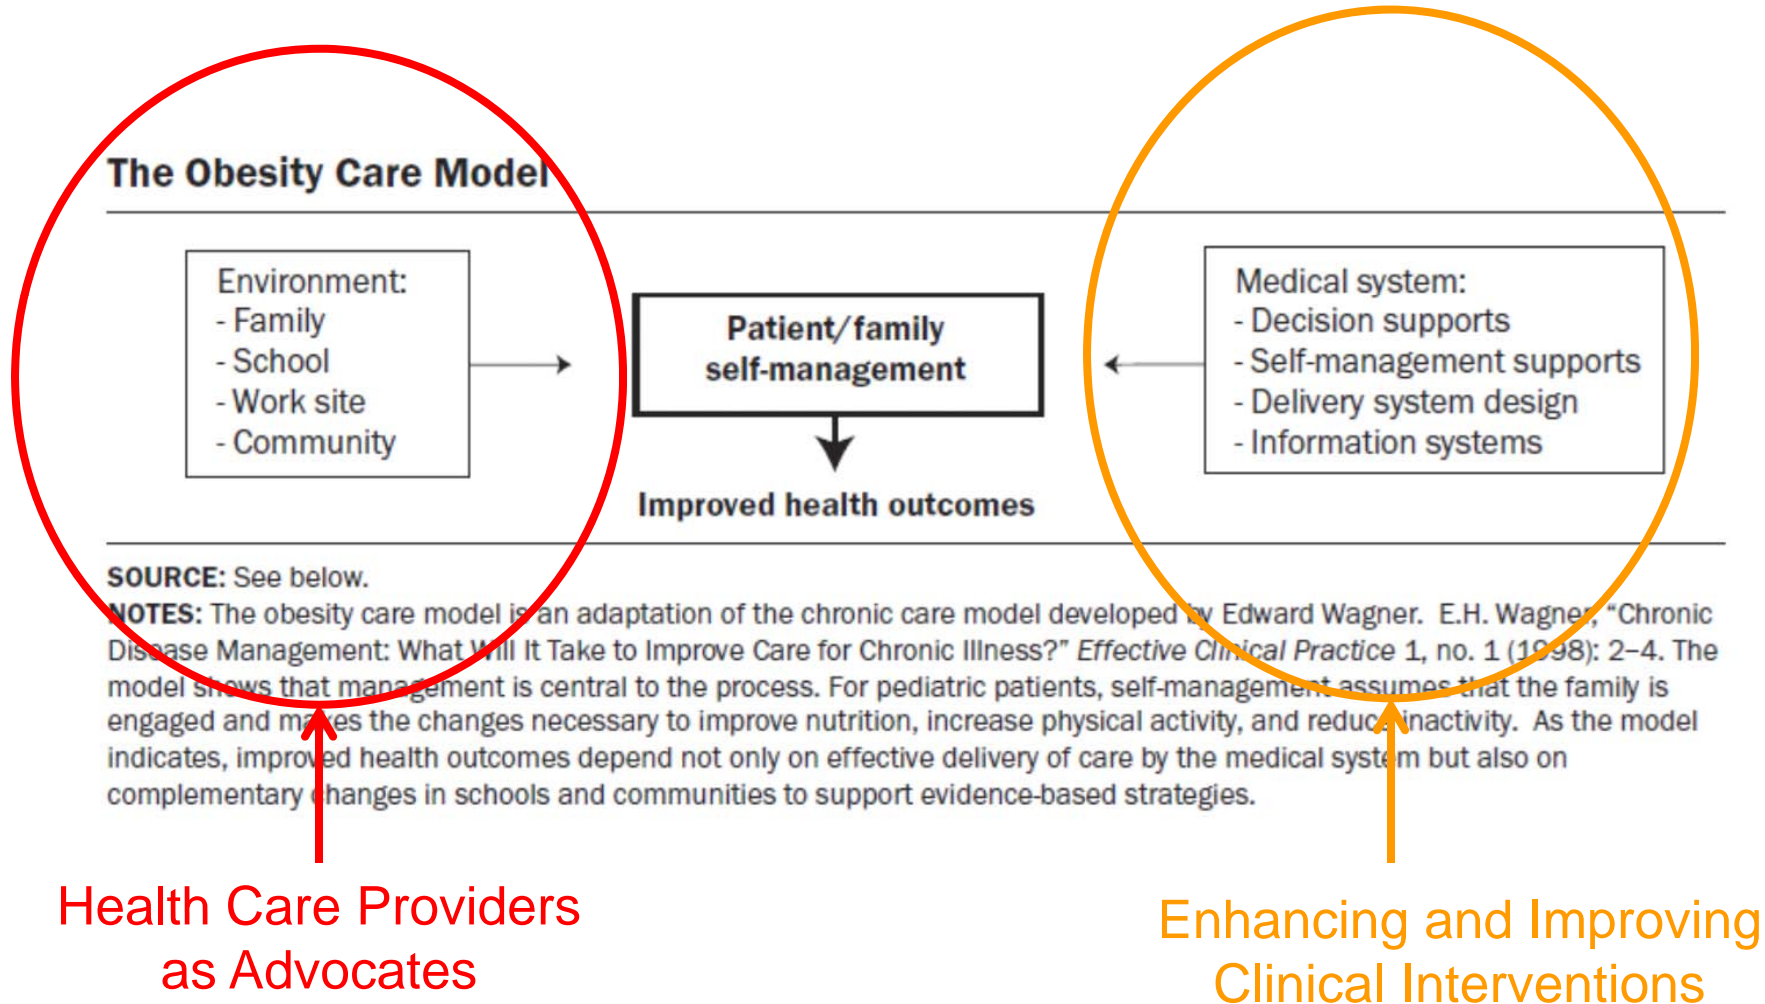 The Obesity Care Model
Environment:
- Family
- School
- Work site
- Community
Patient/family
self-management
Improved health outcomes
Medical system:
- Decision supports
- Self-management supports
- Delivery system design
- Information systems
SOURCE: See below.
NOTES: The obesity care model is an adaptation of the chronic care model developed by Edward Wagner. E.H. Wagner, “Chronic
Disease Management: What Will It Take to Improve Care for Chronic Illness?” Effective Clinical Practice 1, no. 1 (1998): 2–4. The
model shows that management is central to the process. For pediatric patients, self-management assumes that the family is
engaged and makes the changes necessary to improve nutrition, increase physical activity, and reduce inactivity. As the model
indicates, improved health outcomes depend not only on effective delivery of care by the medical system but also on
complementary changes in schools and communities to support evidence-based strategies.
Health Care Providers
as Advocates
Enhancing and Improving
Clinical Interventions